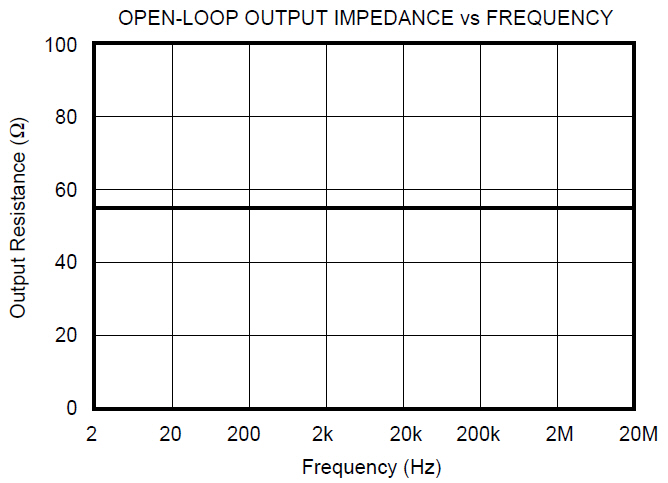 OPEN-LOOP OUTPUT IMPEDANCE vs FREQUENCY
100
80
60
40
20
0
Output Resistance (Ω)
2 20 200 2k 20k 200k 2M 20M
Frequency (Hz)